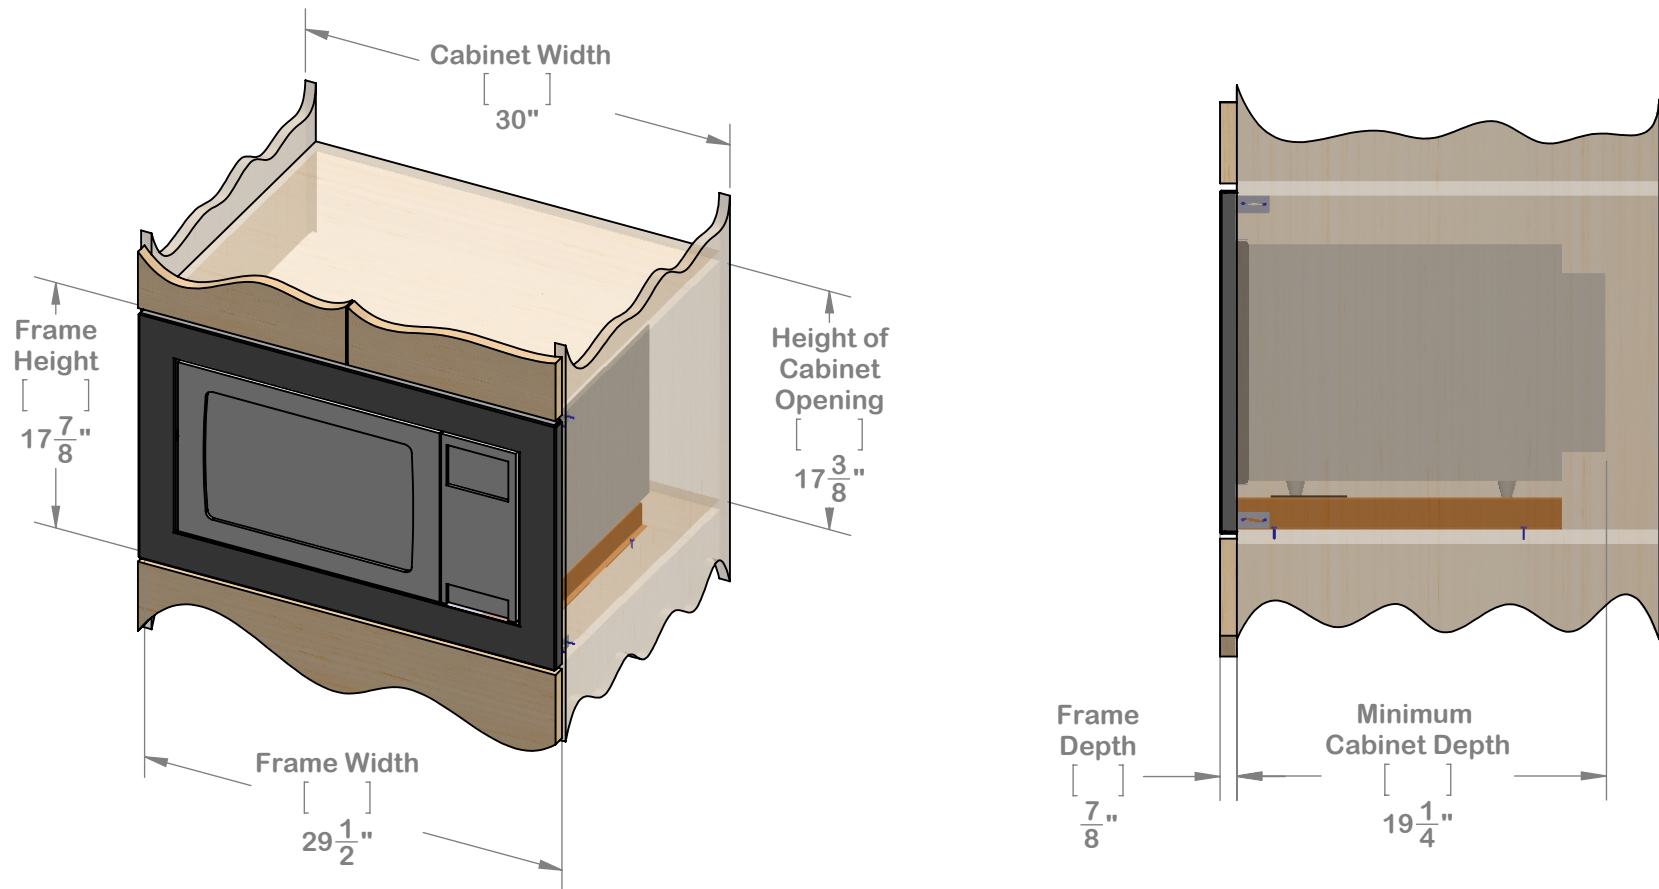 Cabinet Width
[ ]
30"
Frame
Height
[ ]
17 7/8"
Height of
Cabinet
Opening
[ ]
17 3/8"
Frame Width
[ ]
29 1/2"
Frame
Depth
[ ]
7/8"
Minimum
Cabinet Depth
[ ]
19 1/4"